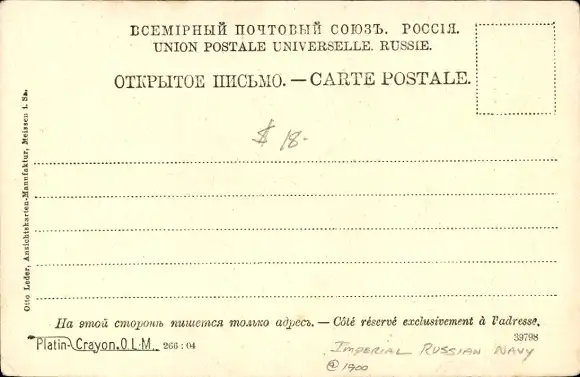 ВСЕМІРНЫЙ ПОЧТОВЫЙ СОЮЗЪ. РОССІЯ.
UNION POSTALE UNIVERSELLE. RUSSIE.
ОТКРЫТОЕ ПИСЬМО. — CARTE POSTALE.
$ 18-
Otto Leder, Ansichtskarten-Mannfaktur, Meissen i. Sa.
На этой сторонѣ пишется только адресъ. — Côté réservé exclusivement à l'adresse.
39798
Platin-Crayon.O.L.M. 266:04
IMPERIAL RUSSIAN NAVY
@ 1900